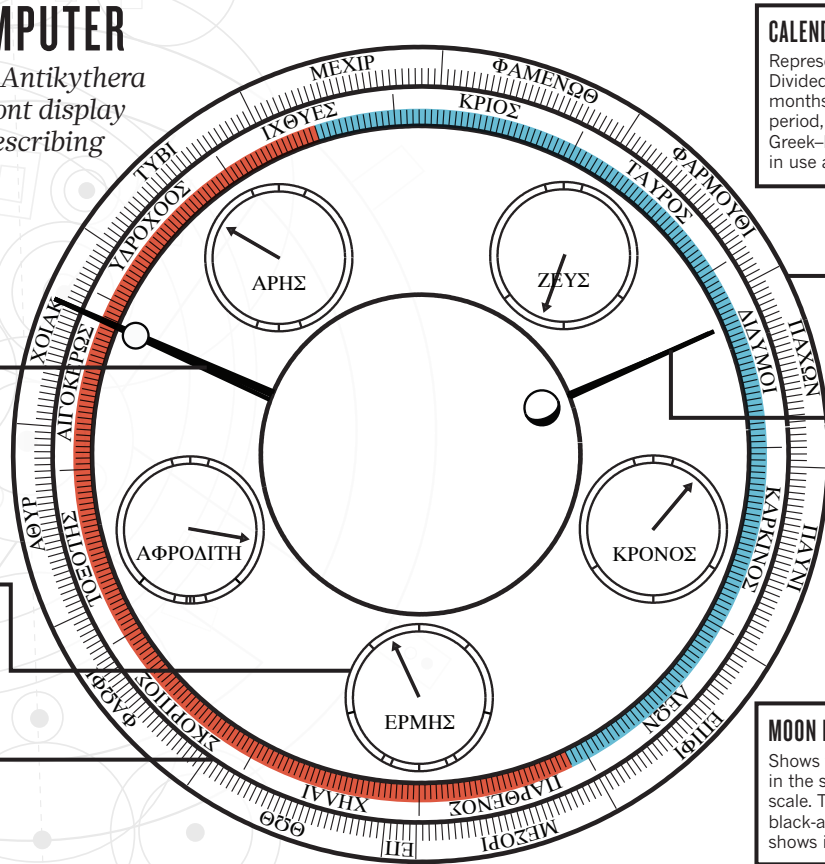 MPUTER
Antikythera
ont display
escribing
CALEND
Represe
Divided
months
period,
Greek–
in use a
ΜΕΧΙΡ
ΦΑΜΕΝΩΘ
ΦΑΡΜΟΥΘΙ
ΠΑΧΩΝ
ΠΑΥΝΙ
ΕΠΙΦΙ
ΜΕΣΟΡΙ
ΕΠ
ΘΩΘ
ΦΑΩΦΙ
ΑΘΥΡ
ΧΟΙΑΚ
ΤΥΒΙ
ΙΧΘΥΕΣ
ΚΡΙΟΣ
ΤΑΥΡΟΣ
ΔΙΔΥΜΟΙ
ΚΑΡΚΙΝΟΣ
ΛΕΩΝ
ΠΑΡΘΕΝΟΣ
ΧΗΛΑΙ
ΣΚΟΡΠΙΟΣ
ΤΟΞΟΤΗΣ
ΑΙΓΟΚΕΡΩΣ
ΥΔΡΟΧΟΟΣ
ΑΡΗΣ
ΖΕΥΣ
ΑΦΡΟΔΙΤΗ
ΚΡΟΝΟΣ
ΕΡΜΗΣ
MOON
Shows
in the s
scale. T
black-a
shows i